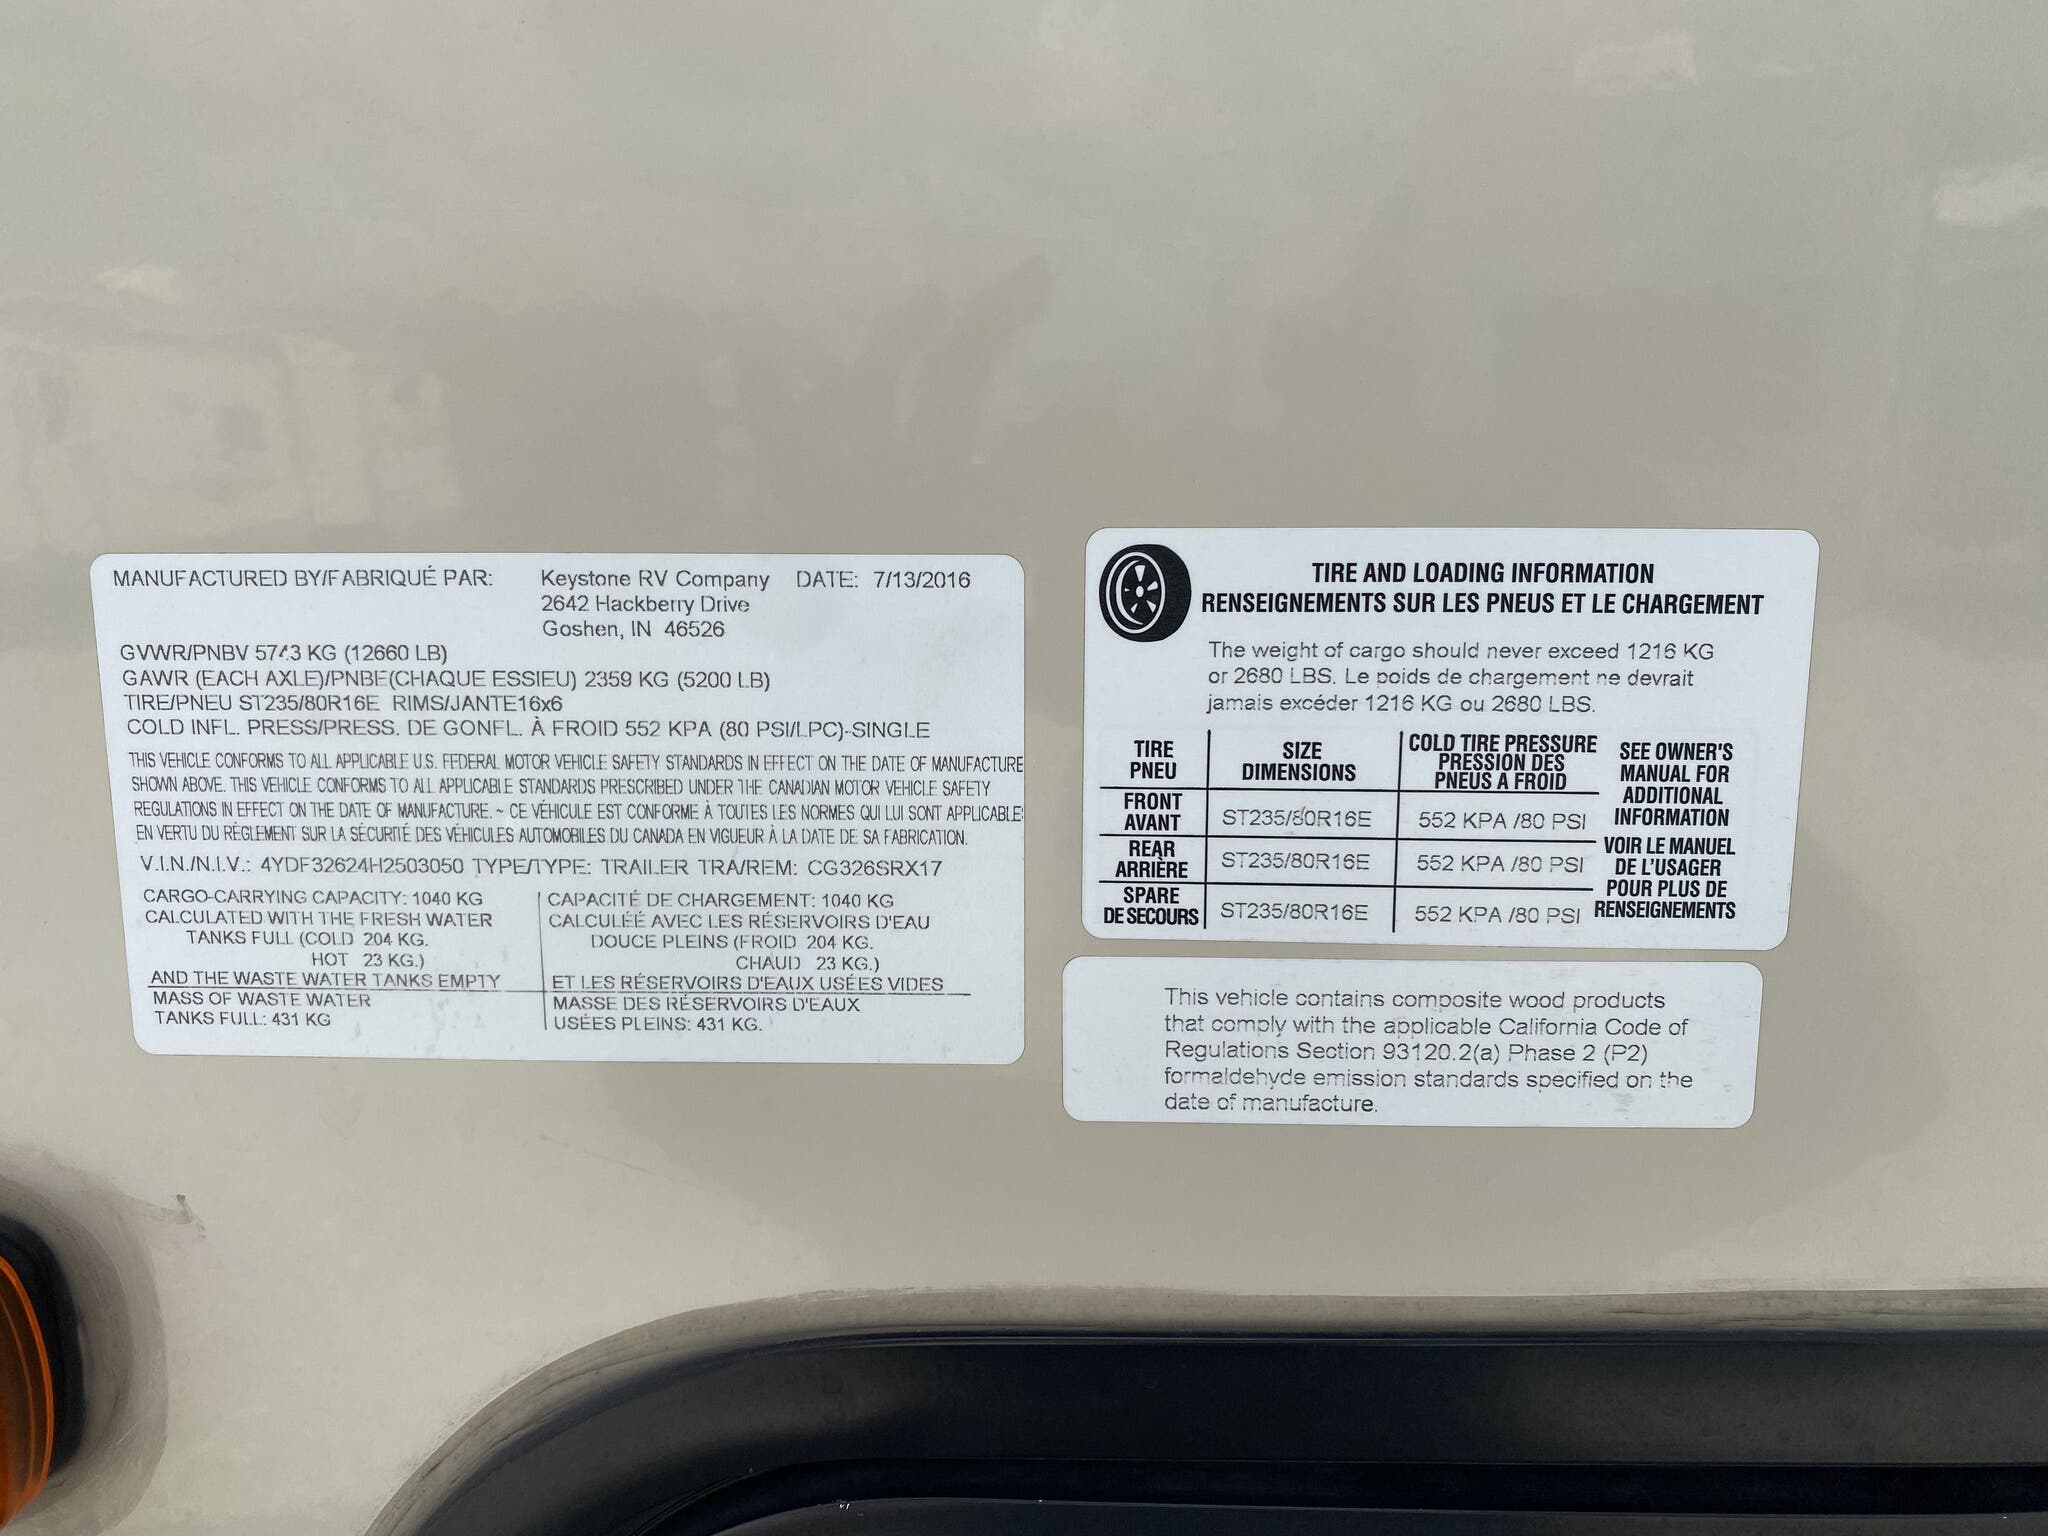 MANUFACTURED BY/FABRIQUÉ PAR: Keystone RV Company DATE: 7/13/2016
2642 Hackberry Drive
Goshen, IN 46526
GVWR/PNBV 5743 KG (12660 LB)
GAWR (EACH AXLE)/PNBE(CHAQUE ESSIEU) 2359 KG (5200 LB)
TIRE/PNEU ST235/80R16E RIMS/JANTE16x6
COLD INFL. PRESS/PRESS. DE GONFL. À FROID 552 KPA (80 PSI/LPC)-SINGLE
THIS VEHICLE CONFORMS TO ALL APPLICABLE U.S. FEDERAL MOTOR VEHICLE SAFETY STANDARDS IN EFFECT ON THE DATE OF MANUFACTURE
SHOWN ABOVE. THIS VEHICLE CONFORMS TO ALL APPLICABLE STANDARDS PRESCRIBED UNDER THE CANADIAN MOTOR VEHICLE SAFETY
REGULATIONS IN EFFECT ON THE DATE OF MANUFACTURE. ~ CE VÉHICULE EST CONFORME À TOUTES LES NORMES QUI LUI SONT APPLICABLE
EN VERTU DU RÉGLEMENT SUR LA SÉCURITÉ DES VÉHICULES AUTOMOBILES DU CANADA EN VIGUEUR À LA DATE DE SA FABRICATION.
V.I.N./N.I.V.: 4YDF32624H2503050 TYPE/TYPE: TRAILER TRA/REM: CG326SRX17
CARGO-CARRYING CAPACITY: 1040 KG
CALCULATED WITH THE FRESH WATER
TANKS FULL (COLD 204 KG.
HOT 23 KG.)
AND THE WASTE WATER TANKS EMPTY
MASS OF WASTE WATER
TANKS FULL: 431 KG
CAPACITÉ DE CHARGEMENT: 1040 KG
CALCULÉÉ AVEC LES RÉSERVOIRS D'EAU
DOUCE PLEINS (FROID 204 KG.
CHAUD 23 KG.)
ET LES RÉSERVOIRS D'EAUX USÉES VIDES
MASSE DES RÉSERVOIRS D'EAUX
USÉES PLEINS: 431 KG.
TIRE AND LOADING INFORMATION
RENSEIGNEMENTS SUR LES PNEUS ET LE CHARGEMENT
The weight of cargo should never exceed 1216 KG
or 2680 LBS. Le poids de chargement ne devrait
jamais excéder 1216 KG ou 2680 LBS.
TIRE
PNEU
SIZE
DIMENSIONS
COLD TIRE PRESSURE
PRESSION DES
PNEUS A FROID
FRONT
AVANT
ST235/80R16E
552 KPA /80 PSI
REAR
ARRIÈRE
ST235/80R16E
552 KPA /80 PSI
SPARE
DE SECOURS
ST235/80R16E
552 KPA /80 PSI
SEE OWNER'S
MANUAL FOR
ADDITIONAL
INFORMATION
VOIR LE MANUEL
DE L'USAGER
POUR PLUS DE
RENSEIGNEMENTS
This vehicle contains composite wood products
that comply with the applicable California Code of
Regulations Section 93120.2(a) Phase 2 (P2)
formaldehyde emission standards specified on the
date of manufacture.